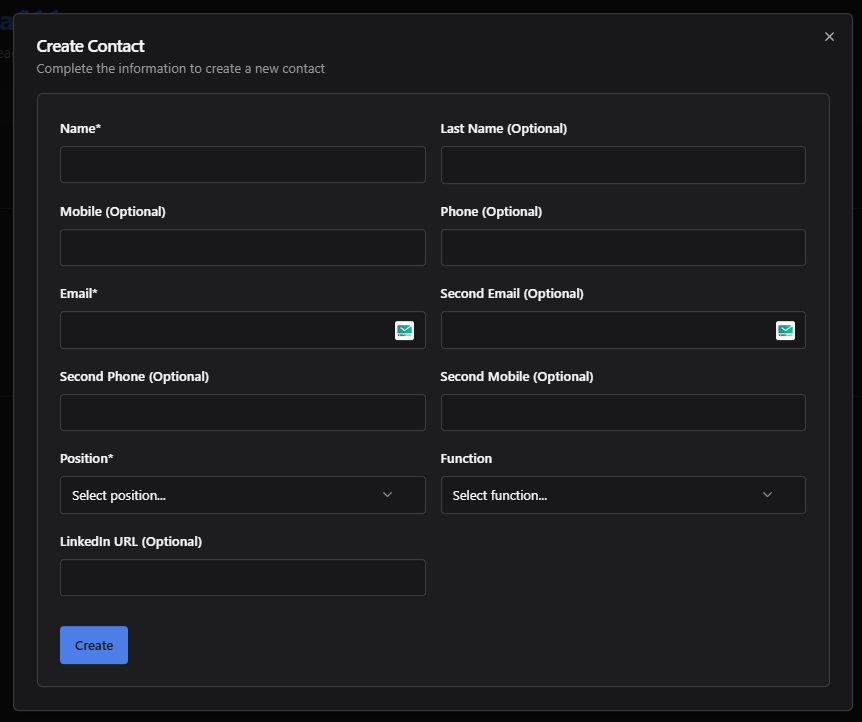 Create Contact
Complete the information to create a new contact
Name*
Last Name (Optional)
Mobile (Optional)
Phone (Optional)
Email*
Second Email (Optional)
Second Phone (Optional)
Second Mobile (Optional)
Position*
Function
Select position...
Select function...
LinkedIn URL (Optional)
Create